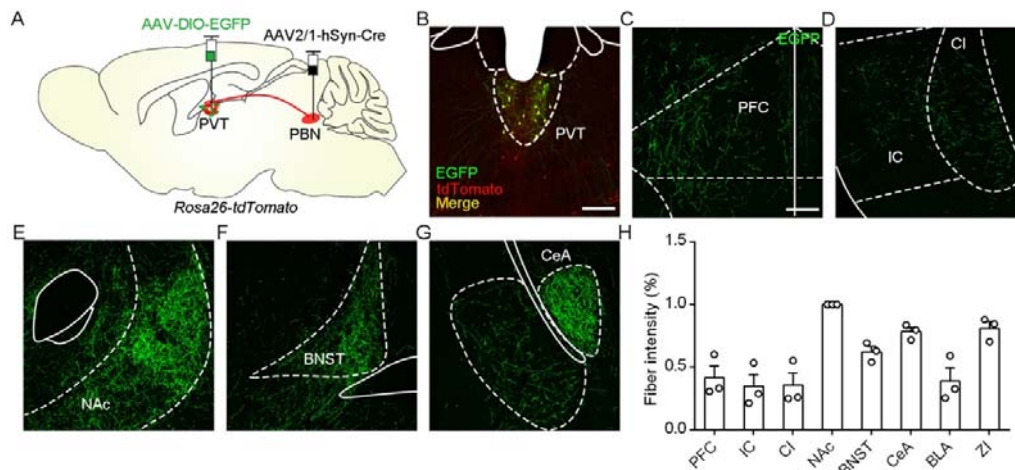 A
AAV-DIO-EGFP
AAV2/1-hSyn-Cre
PVT
PBN
Rosa26-tdTomato
B
PVT
EGFP
tdTomato
Merge
C
EGFP
PFC
D
CI
IC
E
NAc
F
BNST
G
CeA
H
Fiber intensity (%)
1.5
1.0
0.5
0.0
PFC
IC
CI
NAc
BNST
CeA
BLA
ZI